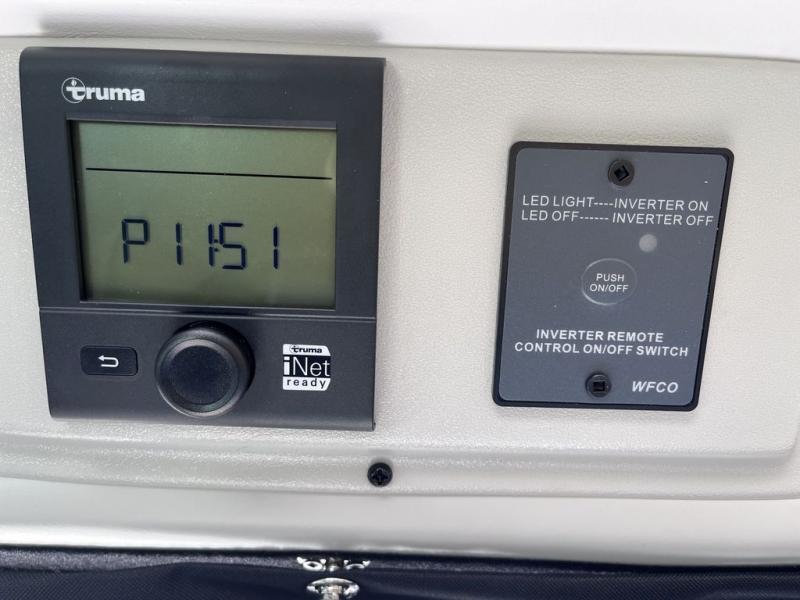 truma
P 11:51
truma
iNet
ready
LED LIGHT----INVERTER ON
LED OFF------ INVERTER OFF
PUSH
ON/OFF
INVERTER REMOTE
CONTROL ON/OFF SWITCH
WFCO